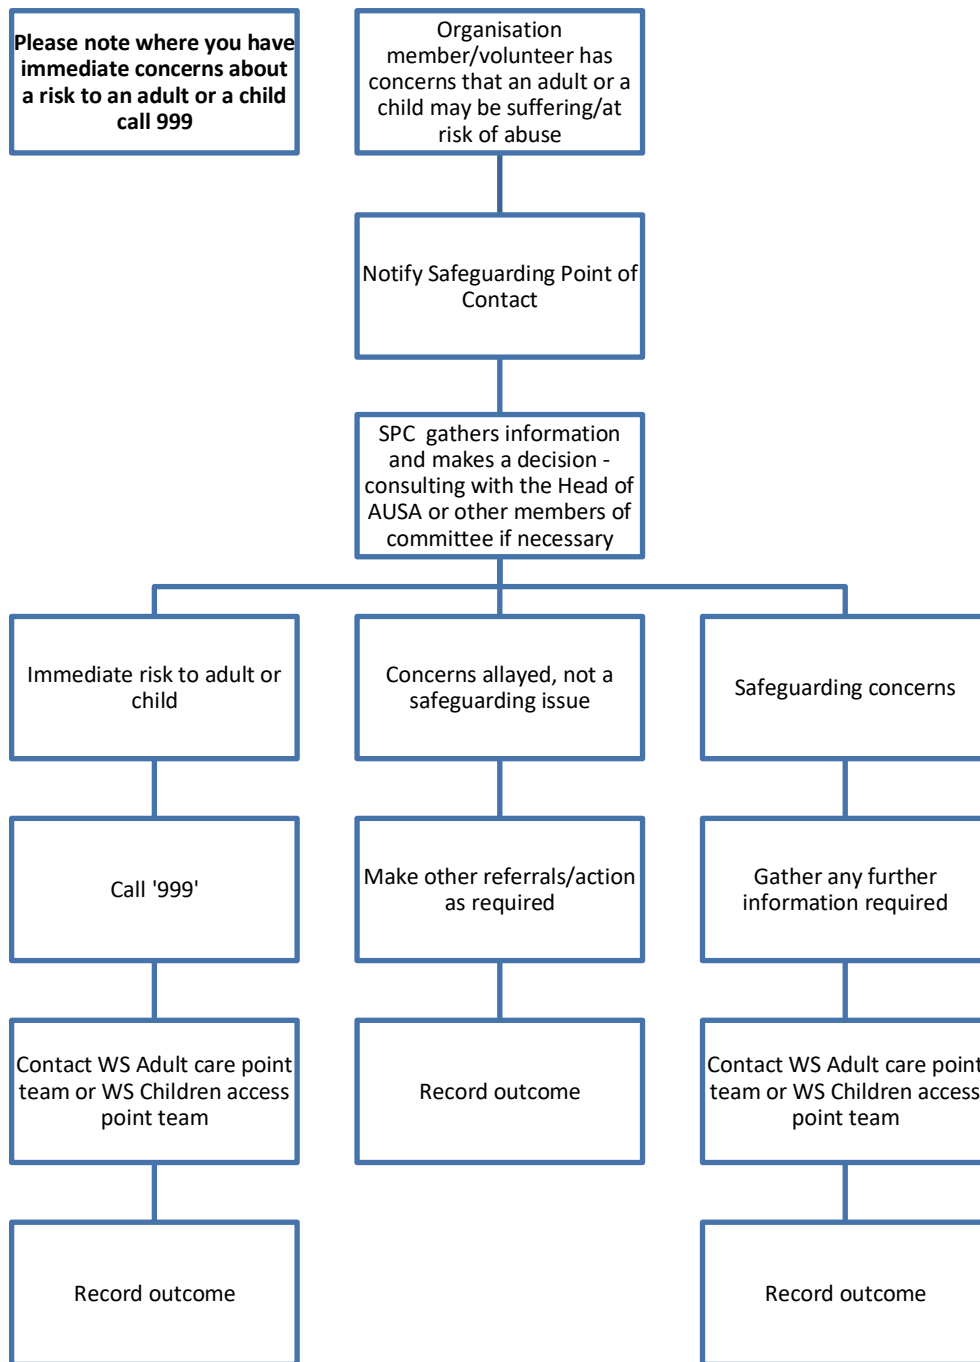 Please note where you have
immediate concerns about
a risk to an adult or a child
call 999
Organisation
member/volunteer has
concerns that an adult or a
child may be suffering/at
risk of abuse
Notify Safeguarding Point of
Contact
SPC gathers information
and makes a decision -
consulting with the Head of
AUSA or other members of
committee if necessary
Immediate risk to adult or
child
Call '999'
Contact WS Adult care point
team or WS Children access
point team
Record outcome
Concerns allayed, not a
safeguarding issue
Make other referrals/action
as required
Record outcome
Safeguarding concerns
Gather any further
information required
Contact WS Adult care point
team or WS Children access
point team
Record outcome